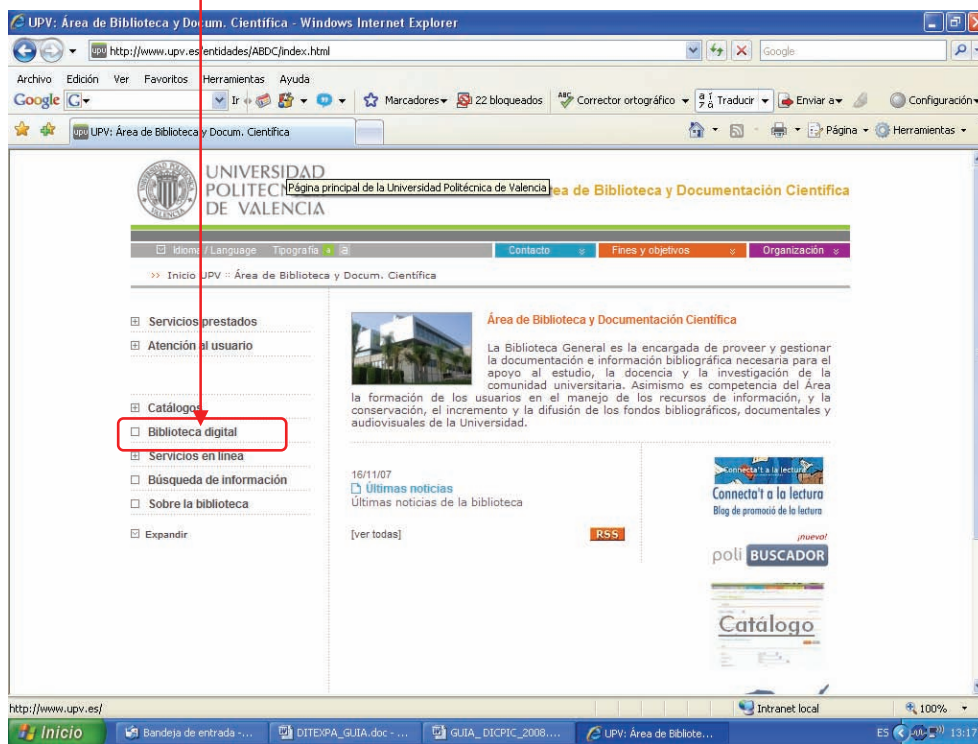 UPV: Área de Biblioteca y Docum. Científica - Windows Internet Explorer
http://www.upv.es/entidades/ABDC/index.html
Google
Archivo Edición Ver Favoritos Herramientas Ayuda
Google G Ir Marcadores 22 bloqueados Corrector ortográfico Traducir Enviar a Configuración
UPV: Área de Biblioteca y Docum. Científica Página Herramientas
UNIVERSIDAD
POLITEC
DE VALENCIA
Página principal de la Universidad Politécnica de Valencia
rea de Biblioteca y Documentación Científica
Idioma / Language Tipografía a a Contacto Fines y objetivos Organización
>> Inicio UPV :: Área de Biblioteca y Docum. Científica
Servicios prestados
Atención al usuario
Catálogos
Biblioteca digital
Servicios en línea
Búsqueda de información
Sobre la biblioteca
Expandir
Área de Biblioteca y Documentación Científica
La Biblioteca General es la encargada de proveer y gestionar
la documentación e información bibliográfica necesaria para el
apoyo al estudio, la docencia y la investigación de la
comunidad universitaria. Asimismo es competencia del Área
la formación de los usuarios en el manejo de los recursos de información, y la
conservación, el incremento y la difusión de los fondos bibliográficos, documentales y
audiovisuales de la Universidad.
16/11/07
Últimas noticias
Últimas noticias de la biblioteca
[ver todas] RSS
Connecta't a la lectura
Connecta't a la lectura
Blog de promoció de la lectura
¡nuevo!
poli BUSCADOR
Catálogo
http://www.upv.es/ Intranet local 100%
Inicio Bandeja de entrada -... DITEXPA_GUIA.doc - ... GUIA_ DICPIC_2008.... UPV: Área de Bibliote... ES 13:17